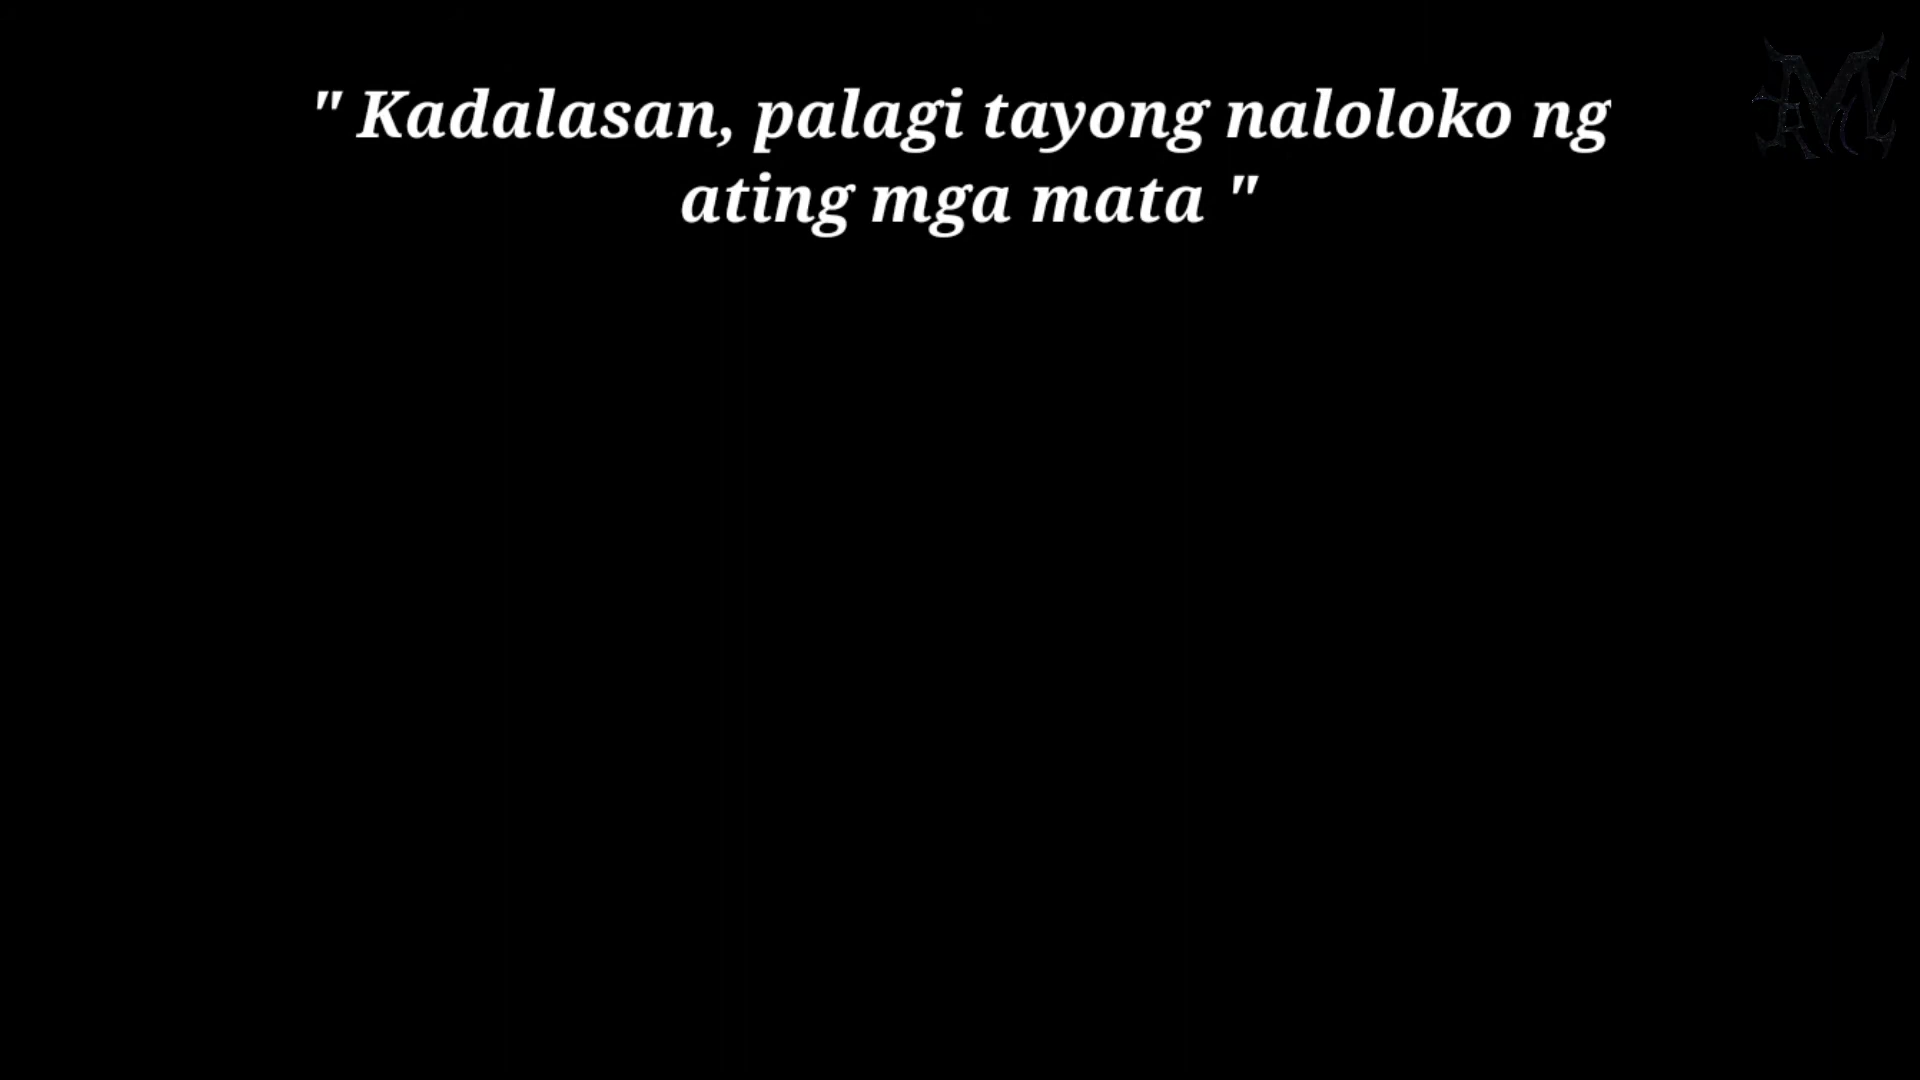 " Kadalasan, palagi tayong naloloko ng
ating mga mata "